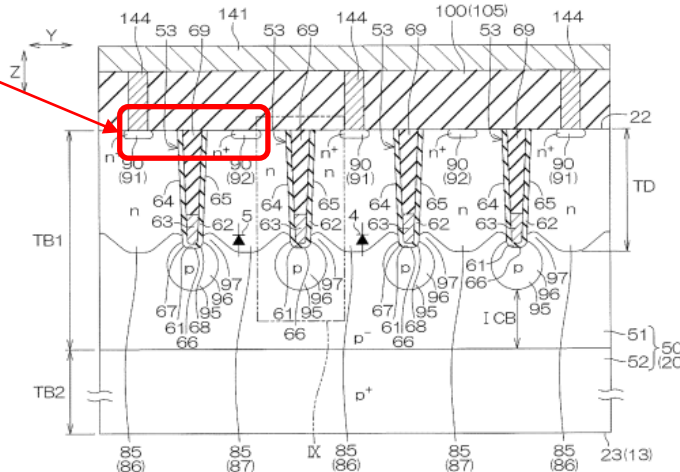 144 141 144 100(105) 144
Y 53 69 53 69 53 69 53 69
Z
22
n⁺ n⁺ n⁺ n⁺ n⁺
90 90 90 90 90
(91) (92) (91) (92) (91)
n n n n
TD
64 65 64 65 64 65 64 65
TB1
63 62 5 63 62 4 63 62 63 62
61
66
p p p p
97 97 97 97
96 96 96 96
67 95 61 95 67 95 95
61 68 66 61 68
66 66
ICB
p⁻
51
50
52 (20)
TB2
p⁺
85 85 IX 85 85 85 23(13)
(86) (87) (86) (87) (86)